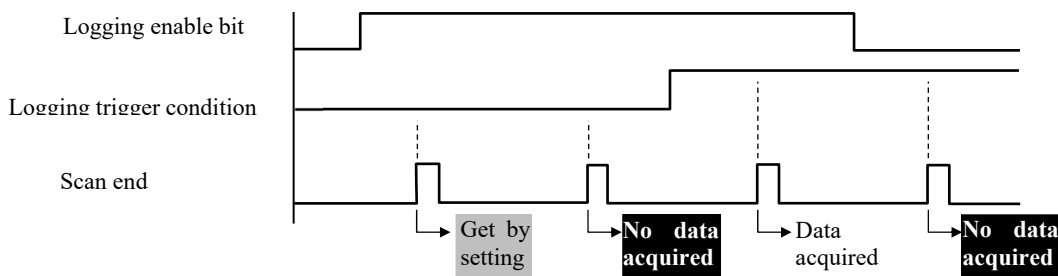 Logging enable bit
Logging trigger condition
Scan end
Get by
setting
No data
acquired
Data
acquired
No data
acquired